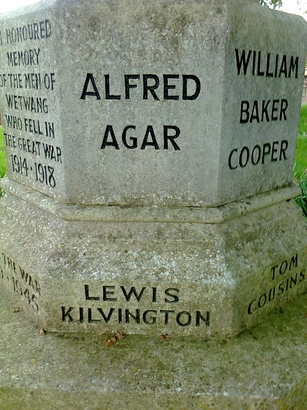 HONOURED
MEMORY
OF THE MEN OF
WETWANG
WHO FELL IN
THE GREAT WAR
1914-1918
ALFRED
AGAR
WILLIAM
BAKER
COOPER
THE WAR
1945
LEWIS
KILVINGTON
TOM
COUSINS